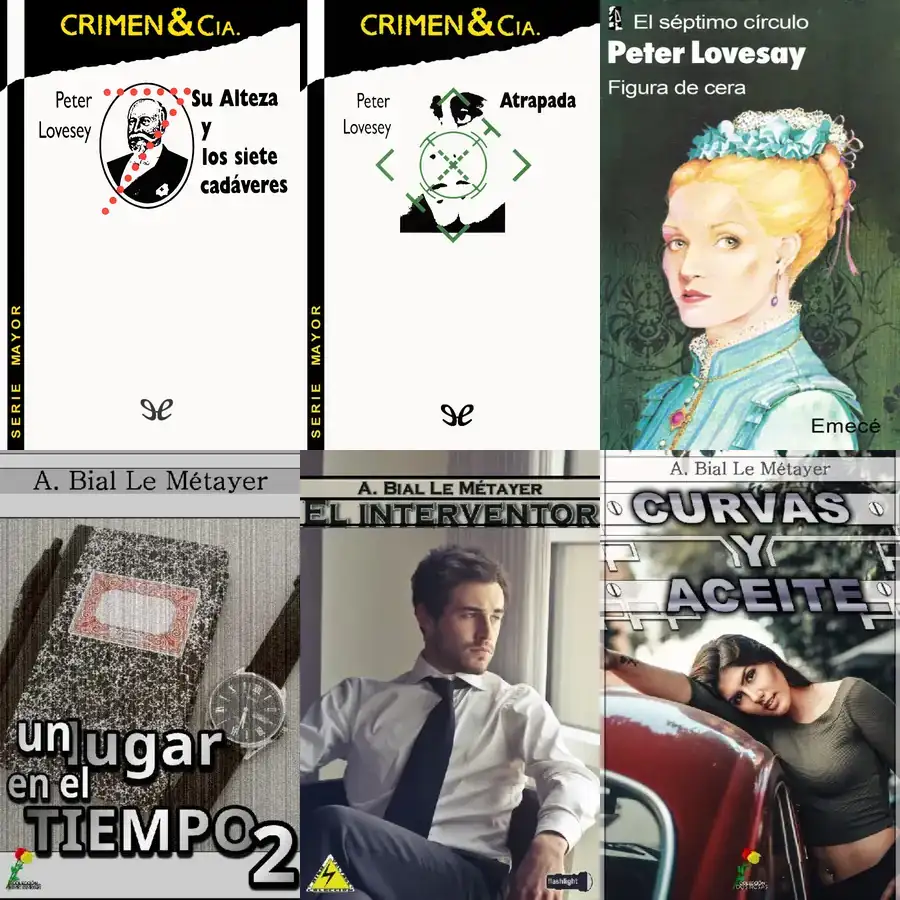 CRIMEN & CIA.
Peter
Lovesey
Su Alteza
y
los siete
cadáveres
SERIE MAYOR
CRIMEN & CIA.
Peter
Lovesey
Atrapada
SERIE MAYOR
El séptimo círculo
Peter Lovesay
Figura de cera
Emecé
A. Bial Le Métayer
un lugar
en el
TIEMPO 2
A. Bial Le Métayer
EL INTERVENTOR
flashlight
A. Bial Le Métayer
CURVAS
Y
ACEITE